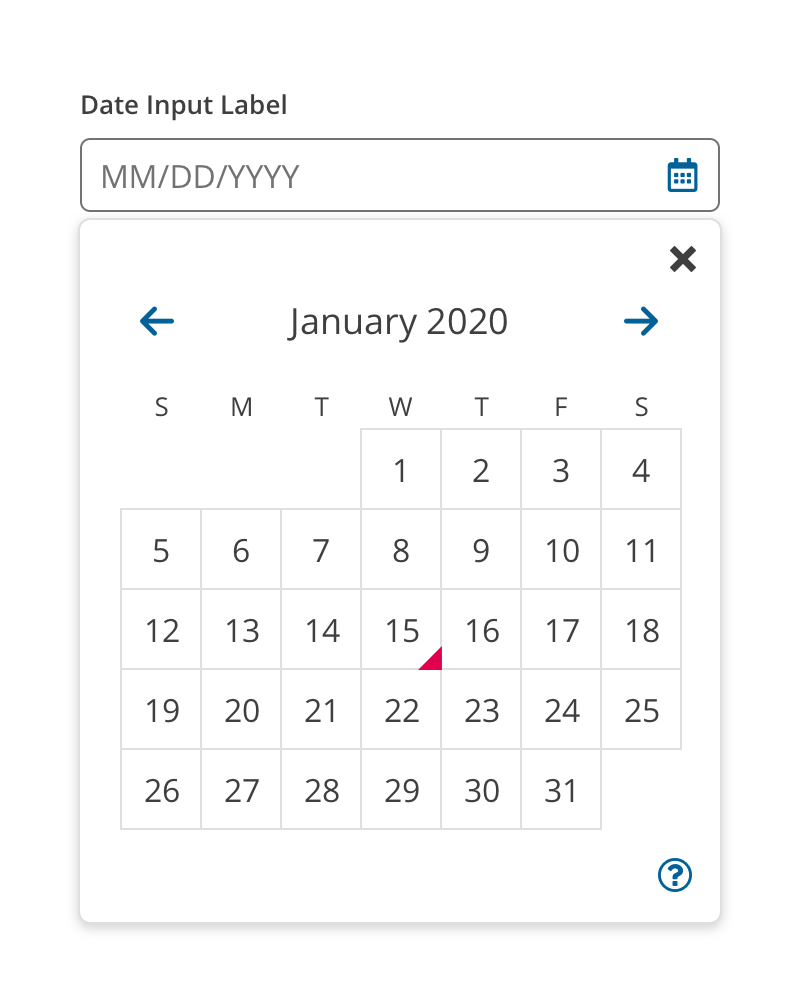 Date Input Label
MM/DD/YYYY
January 2020
S M T W T F S
1 2 3 4
5 6 7 8 9 10 11
12 13 14 15 16 17 18
19 20 21 22 23 24 25
26 27 28 29 30 31
?